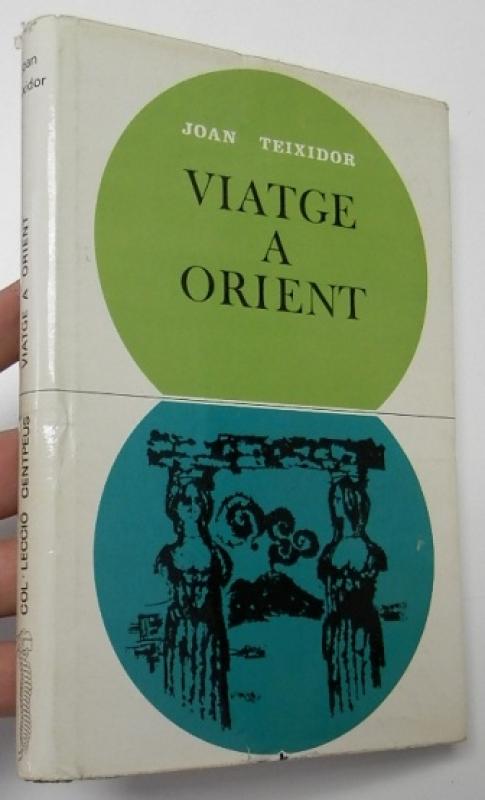 JOAN TEIXIDOR
VIATGE
A
ORIENT
VIATGE A ORIENT
COL·LECCIÓ CENTPEUS